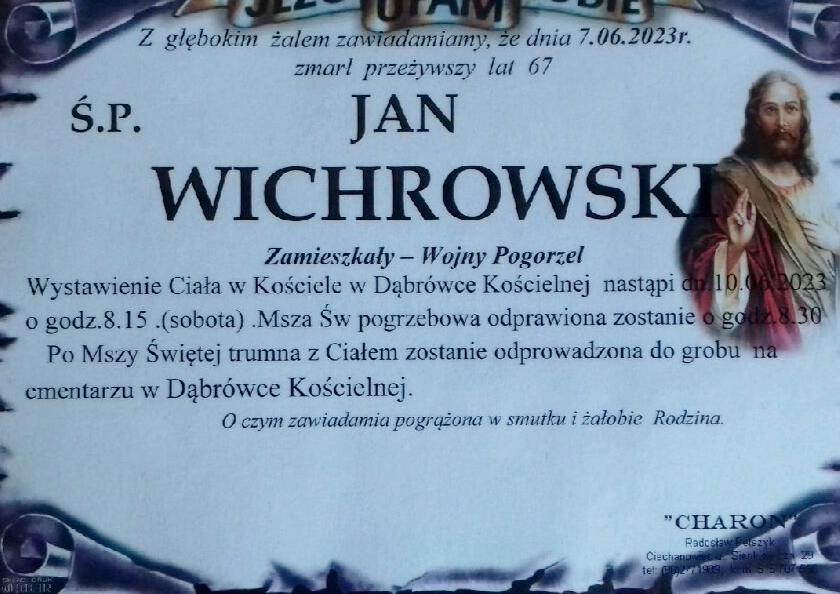 UFAM
Z głębokim żalem zawiadamiamy, że dnia 7.06.2023r.
zmarł przeżywszy lat 67
Ś.P. JAN
WICHROWSKI
Zamieszkały – Wojny Pogorzel
Wystawienie Ciała w Kościele w Dąbrówce Kościelnej nastąpi dn.10.06.2023
o godz.8.15 .(sobota) .Msza Św pogrzebowa odprawiona zostanie o godz.8.30
Po Mszy Świętej trumna z Ciałem zostanie odprowadzona do grobu na
cmentarzu w Dąbrówce Kościelnej.
O czym zawiadamia pogrążona w smutku i żałobie Rodzina.
"CHARON"
Radosław
tel: